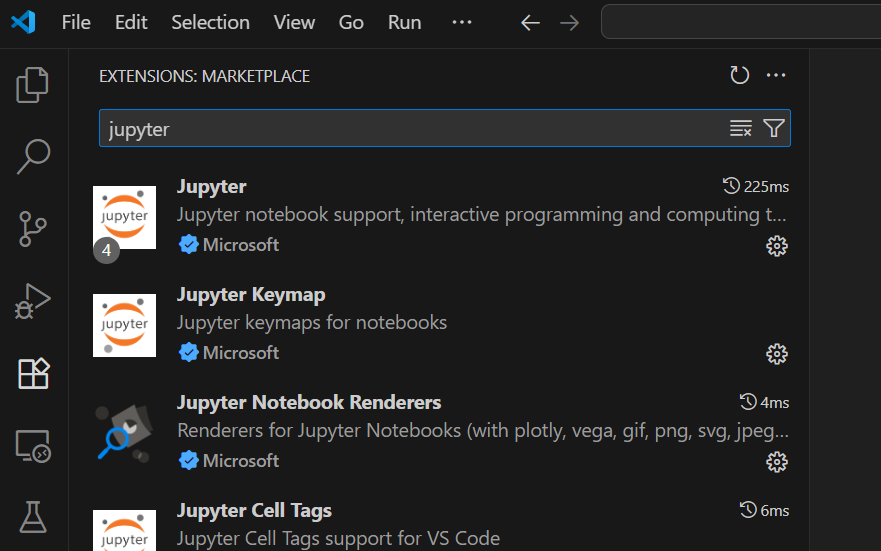 File Edit Selection View Go Run ···
EXTENSIONS: MARKETPLACE ···
jupyter
Jupyter 225ms
jupyter
Jupyter notebook support, interactive programming and computing t...
4
Microsoft
Jupyter Keymap
jupyter
Jupyter keymaps for notebooks
Microsoft
Jupyter Notebook Renderers 4ms
Renderers for Jupyter Notebooks (with plotly, vega, gif, png, svg, jpeg...
Microsoft
Jupyter Cell Tags 6ms
jupyter
Jupyter Cell Tags support for VS Code